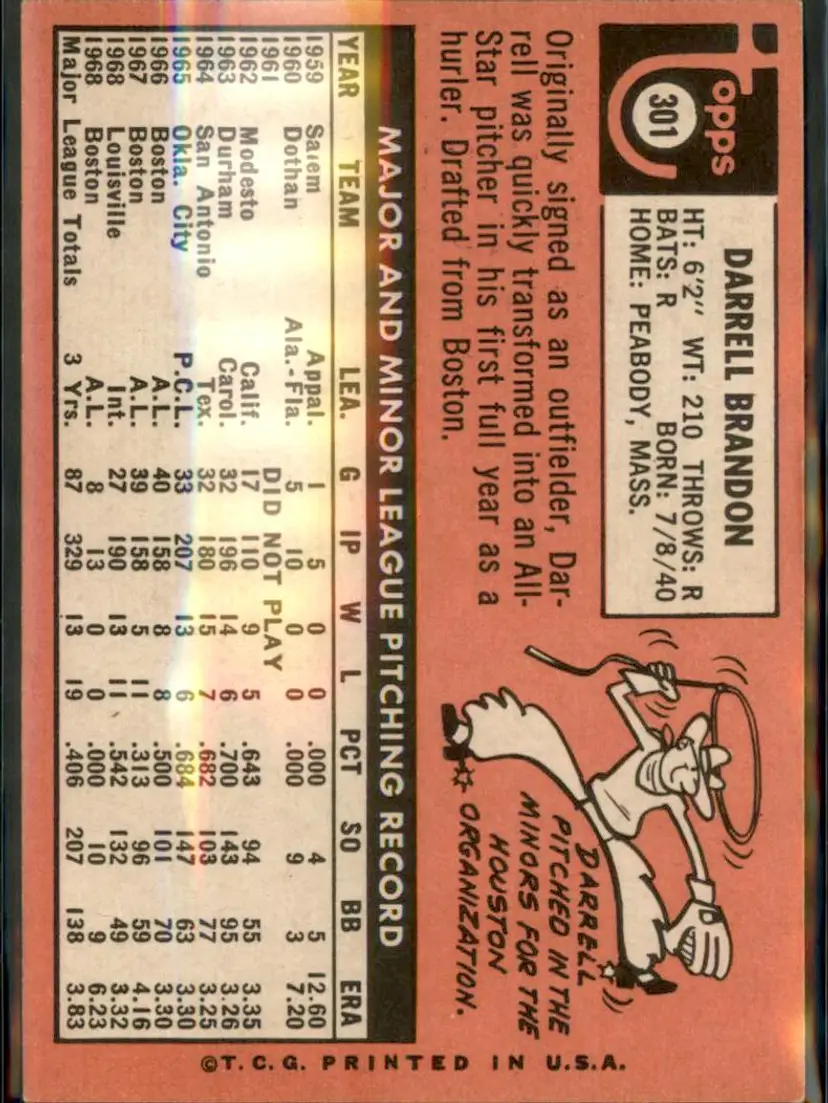 Topps
301
DARRELL BRANDON
HT: 6'2" WT: 210 THROWS: R
BATS: R BORN: 7/8/40
HOME: PEABODY, MASS.
Originally signed as an outfielder, Dar-
rell was quickly transformed into an All-
Star pitcher in his first full year as a
hurler. Drafted from Boston.
DARRELL
PITCHED IN THE
MINORS FOR THE
HOUSTON
ORGANIZATION.
MAJOR AND MINOR LEAGUE PITCHING RECORD
YEAR TEAM LEA. G IP W L PCT SO BB ERA
1959 Salem Appal. 1 5 0 0 .000 4 5 12.60
1960 Dothan Ala.-Fla. 5 10 0 0 .000 9 3 7.20
1961 DID NOT PLAY
1962 Modesto Calif. 17 110 9 5 .643 94 55 3.35
1963 Durham Carol. 32 196 14 6 .700 143 95 3.26
1964 San Antonio Tex. 32 180 15 7 .682 103 77 3.25
1965 Okla. City P.C.L. 33 207 13 6 .684 147 63 3.30
1966 Boston A.L. 40 158 8 8 .500 101 70 3.30
1967 Boston A.L. 39 158 5 11 .313 96 59 4.16
1968 Louisville Int. 27 190 13 11 .542 132 49 3.32
1968 Boston A.L. 8 13 0 0 .000 10 9 6.23
Major League Totals 3 Yrs. 87 329 13 19 .406 207 138 3.83
©T.C.G. PRINTED IN U.S.A.